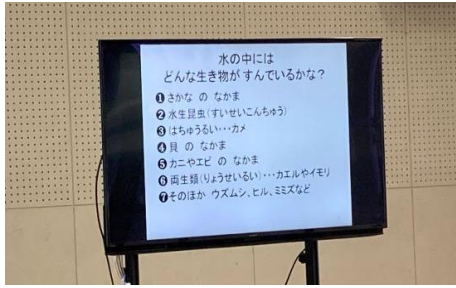 水の中には
どんな生き物が すんでいるかな？
❶さかな の なかま
❷水生昆虫(すいせいこんちゅう)
❸はちゅうるい･･･カメ
❹貝 の なかま
❺カニやエビ の なかま
❻両生類(りょうせいるい)･･･カエルやイモリ
❼そのほか ウズムシ、ヒル、ミミズなど